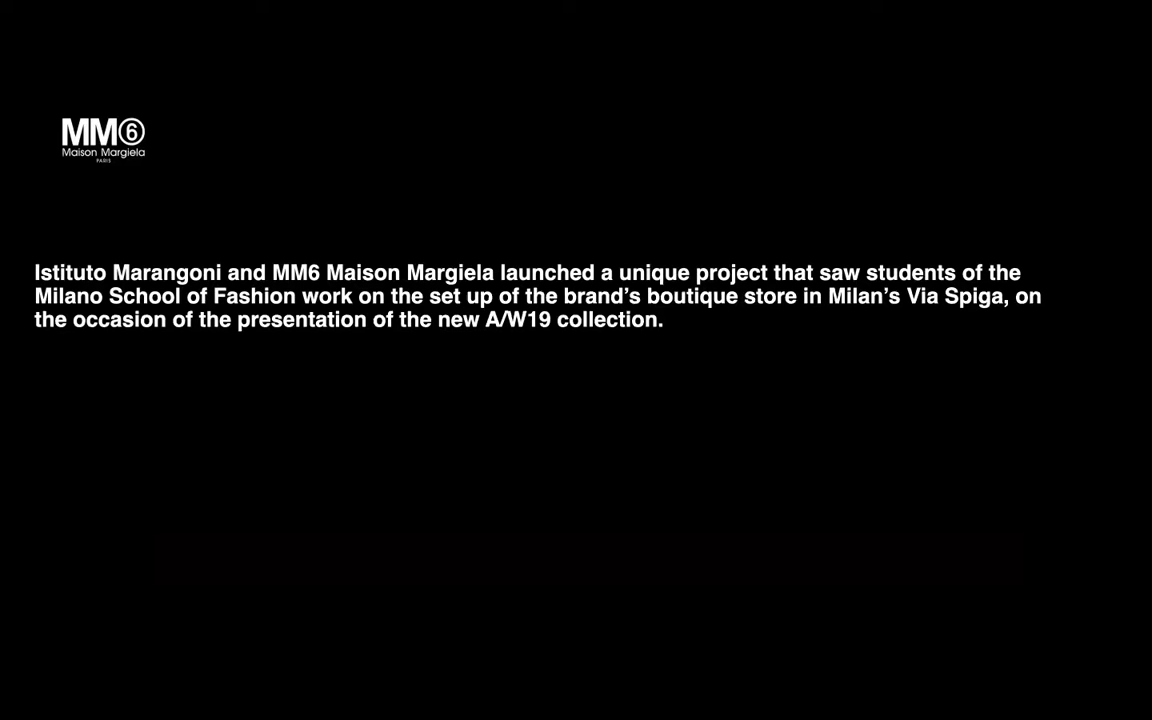 MM6
Maison Margiela
PARIS
Istituto Marangoni and MM6 Maison Margiela launched a unique project that saw students of the
Milano School of Fashion work on the set up of the brand’s boutique store in Milan’s Via Spiga, on
the occasion of the presentation of the new A/W19 collection.